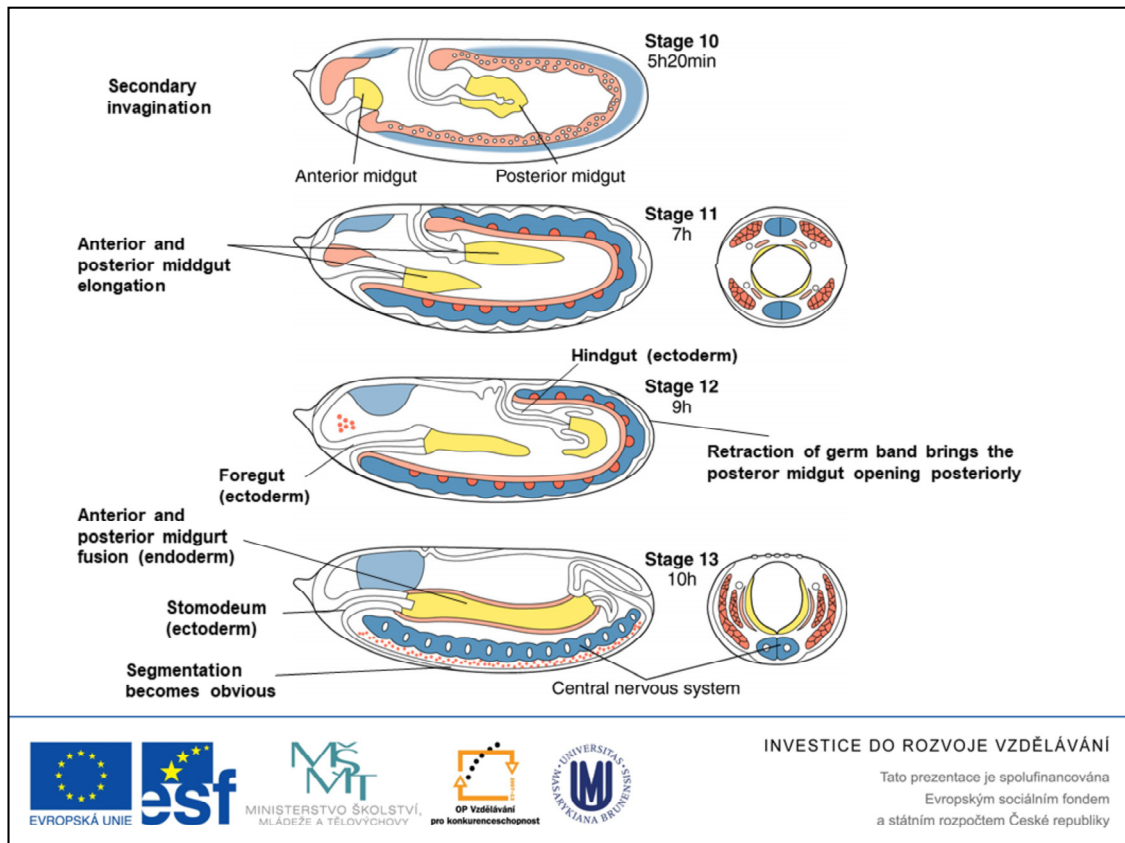 Stage 10
5h20min
Secondary
invagination
Anterior midgut
Posterior midgut
Stage 11
7h
Anterior and
posterior middgut
elongation
Hindgut (ectoderm)
Stage 12
9h
Retraction of germ band brings the
posteror midgut opening posteriorly
Foregut
(ectoderm)
Anterior and
posterior midgurt
fusion (endoderm)
Stage 13
10h
Stomodeum
(ectoderm)
Segmentation
becomes obvious
Central nervous system
EVROPSKÁ UNIE
esf
MŠ
MT
MINISTERSTVO ŠKOLSTVÍ,
MLÁDEŽE A TĚLOVÝCHOVY
OP Vzdělávání
pro konkurenceschopnost
UNIVERSITAS
MASARYKIANA BRUNENSIS
INVESTICE DO ROZVOJE VZDĚLÁVÁNÍ
Tato prezentace je spolufinancována
Evropským sociálním fondem
a státním rozpočtem České republiky